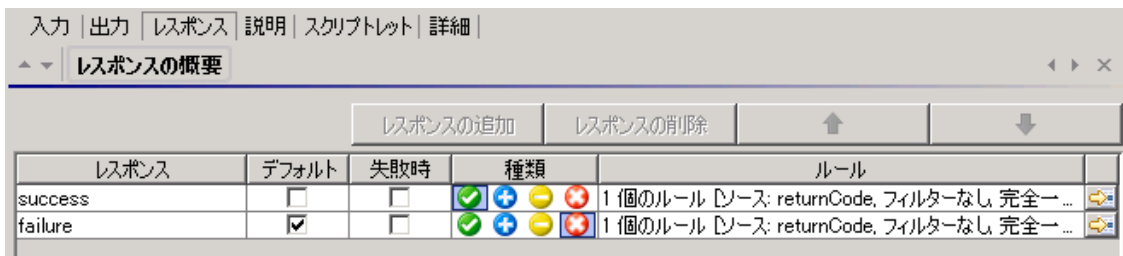 入力 | 出力 | レスポンス | 説明 | スクリプトレット | 詳細 |
レスポンスの概要
レスポンスの追加 レスポンスの削除
レスポンス デフォルト 失敗時 種類 ルール
success 1 個のルール [ソース: returnCode, フィルターなし, 完全一 ...
failure 1 個のルール [ソース: returnCode, フィルターなし, 完全一 ...